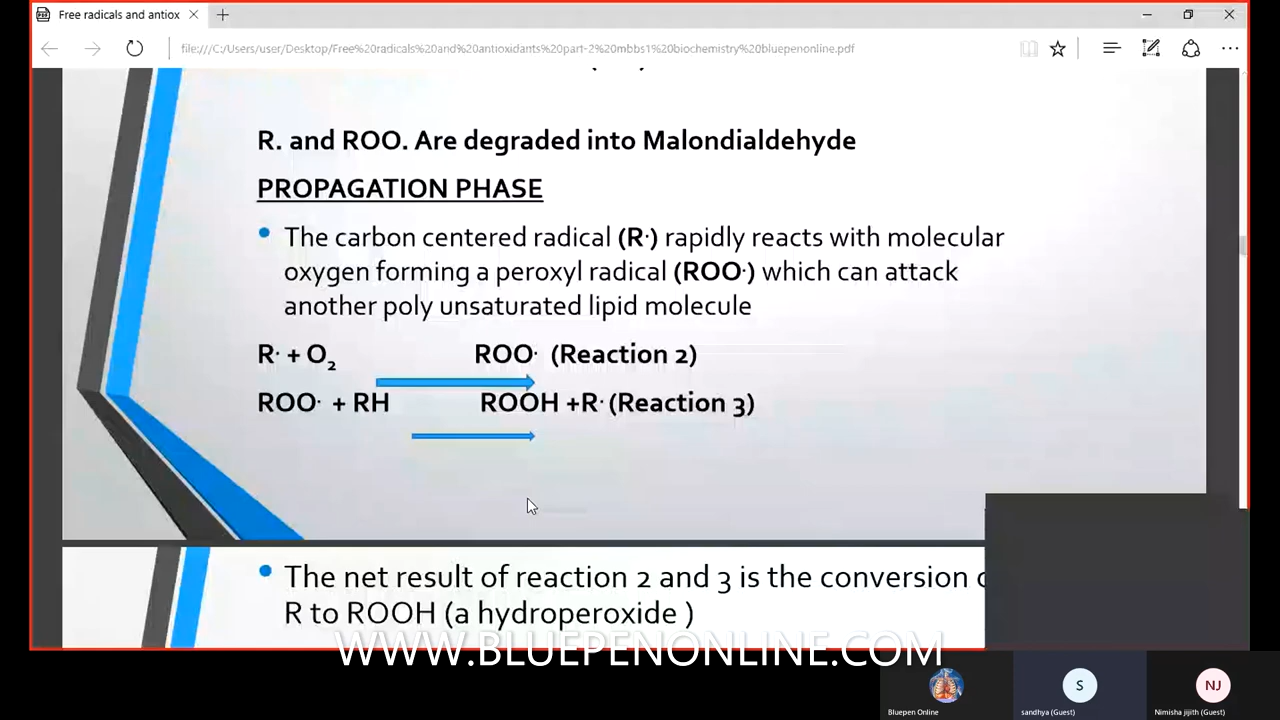 Free radicals and antiox
file:///C:/Users/user/Desktop/Free%20radicals%20and%20antioxidants%20part-2%20mbbs1%20biochemistry%20bluepenonline.pdf
R. and ROO. Are degraded into Malondialdehyde
PROPAGATION PHASE
• The carbon centered radical (R·) rapidly reacts with molecular
oxygen forming a peroxyl radical (ROO·) which can attack
another poly unsaturated lipid molecule
R· + O₂ ROO· (Reaction 2)
ROO· + RH ROOH +R· (Reaction 3)
• The net result of reaction 2 and 3 is the conversion
R to ROOH (a hydroperoxide )
WWW.BLUEPENONLINE.COM
S
NJ
Bluepen Online
sandhya (Guest)
Nimisha jijith (Guest)